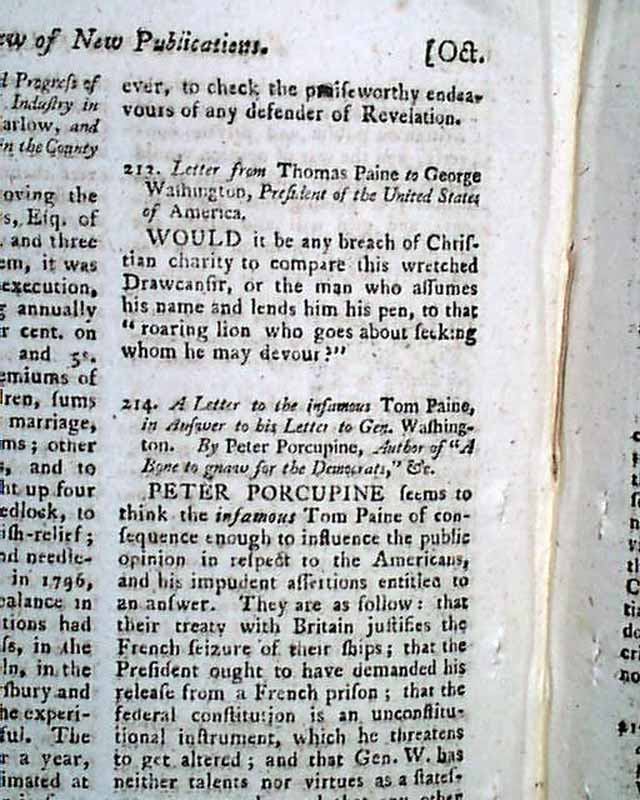 ew of New Publications.
[Oct.
d Progreſs of
Induſtry in
arlow, and
in the County
oving the
s, Eſq. of
and three
em, it was
execution,
g annually
r cent. on
and 5s.
emiums of
dren, ſums
marriage,
ms; other
s, and to
ht up four
edlock, to
iſh-relief;
nd needle-
in 1796,
balance in
tions had
ſs, in the
ln, in the
rſbury and
he experi-
ful. The
r a year,
timated at
ever, to check the praiſeworthy endea-
vours of any defender of Revelation.
212. Letter from Thomas Paine to George
Waſhington, Preſident of the United States
of America.
WOULD it be any breach of Chriſ-
tian charity to compare this wretched
Drawcanſir, or the man who aſſumes
his name and lends him his pen, to that
“roaring lion who goes about ſeeking
whom he may devour?”
214. A Letter to the infamous Tom Paine,
in Anſwer to his Letter to Gen. Waſhing-
ton. By Peter Porcupine, Author of “A
Bone to gnaw for the Democrats,” &c.
PETER PORCUPINE ſeems to
think the infamous Tom Paine of con-
ſequence enough to influence the public
opinion in reſpect to the Americans,
and his impudent aſſertions entitled to
an anſwer. They are as follow: that
their treaty with Britain juſtifies the
French ſeizure of their ſhips; that the
Preſident ought to have demanded his
releaſe from a French priſon; that the
federal conſtitution is an unconſtitu-
tional inſtrument, which he threatens
to get altered; and that Gen. W. has
neither talents nor virtues as a ſtateſ-
that any other